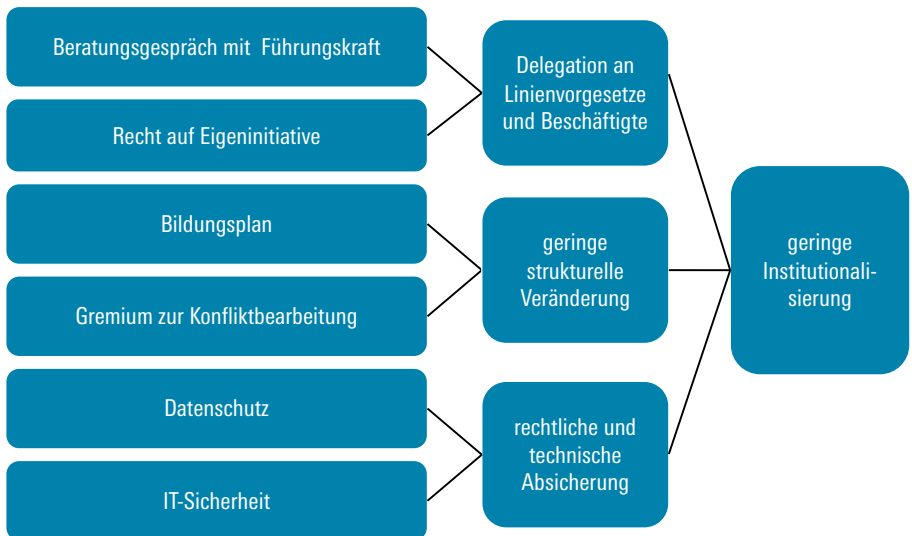 Beratungsgespräch mit Führungskraft
Recht auf Eigeninitiative
Bildungsplan
Gremium zur Konfliktbearbeitung
Datenschutz
IT-Sicherheit
Delegation an
Linienvorgesetze
und Beschäftigte
geringe
strukturelle
Veränderung
rechtliche und
technische
Absicherung
geringe
Institutionali-
sierung